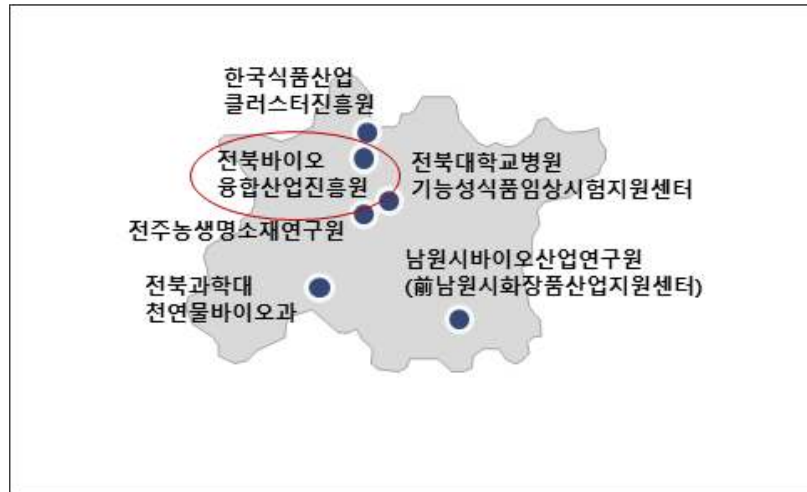 한국식품산업
클러스터진흥원
전북바이오
융합산업진흥원
전북대학교병원
기능성식품임상시험지원센터
전주농생명소재연구원
남원시바이오산업연구원
(前남원시화장품산업지원센터)
전북과학대
천연물바이오과